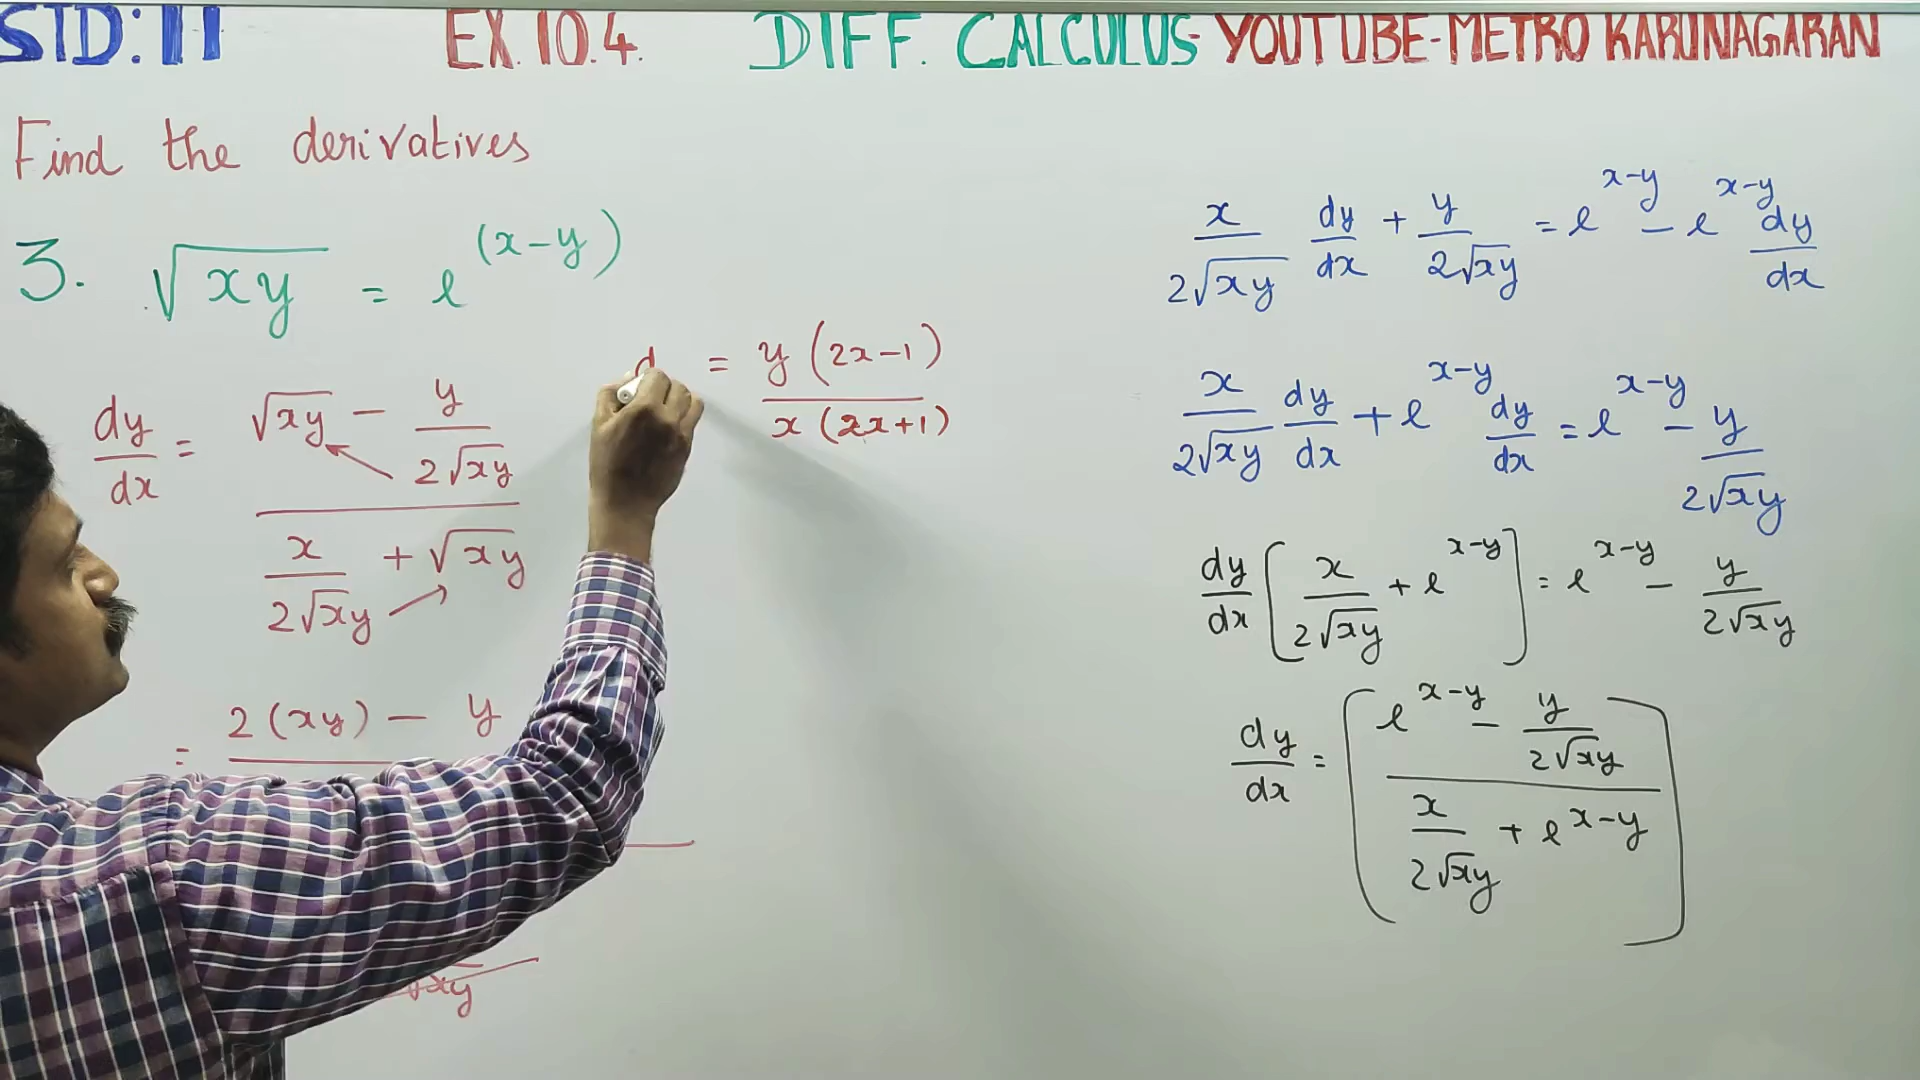 STD: 11 EX. 10.4. DIFF. CALCULUS- YOUTUBE-METRO KARUNAGARAN
Find the derivatives
3. √xy = e^(x-y)
dy/dx = (√xy - y/2√xy) / (x/2√xy + √xy)
= 2(xy) - y
√xy
d = y(2x-1) / x(2x+1)
x/2√xy dy/dx + y/2√xy = e^x-y - e^x-y dy/dx
x/2√xy dy/dx + e^x-y dy/dx = e^x-y - y/2√xy
dy/dx [x/2√xy + e^x-y] = e^x-y - y/2√xy
dy/dx = [(e^x-y - y/2√xy) / (x/2√xy + e^x-y)]